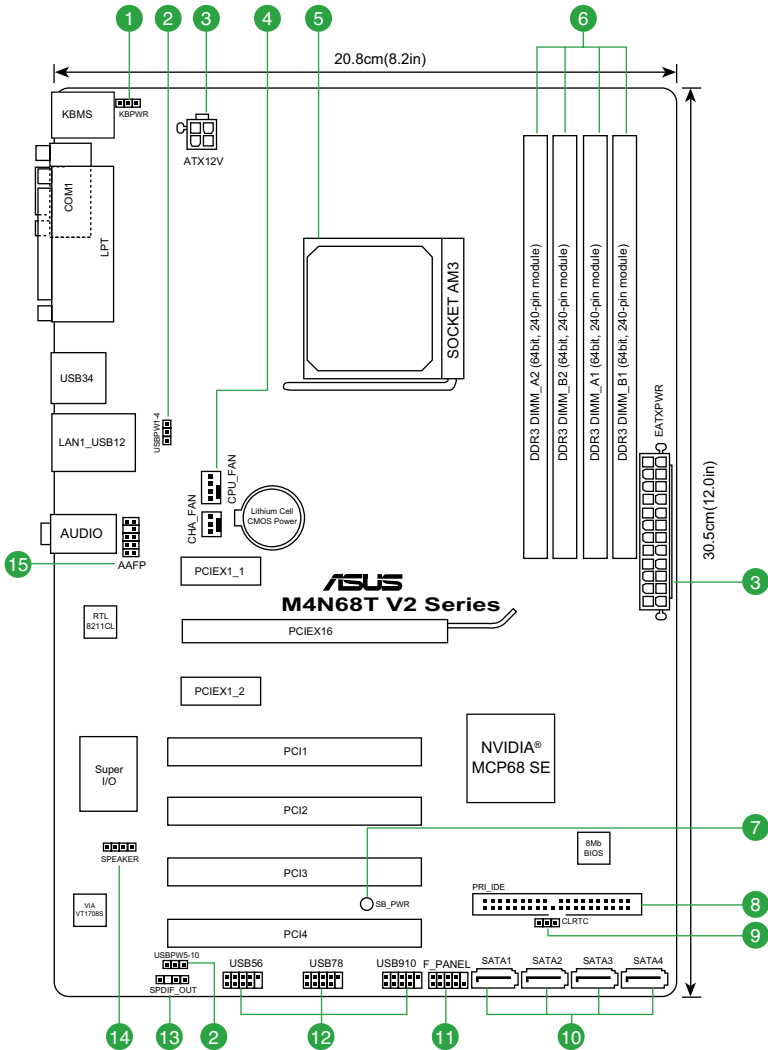 1
2
3
4
5
6
20.8cm(8.2in)
KBMS
KBPWR
ATX12V
COM1
LPT
SOCKET AM3
DDR3 DIMM_A2 (64bit, 240-pin module)
DDR3 DIMM_B2 (64bit, 240-pin module)
DDR3 DIMM_A1 (64bit, 240-pin module)
DDR3 DIMM_B1 (64bit, 240-pin module)
USB34
USBPW1-4
LAN1_USB12
EATXPWR
30.5cm(12.0in)
CPU_FAN
CHA_FAN
Lithium Cell
CMOS Power
AUDIO
AAFP
15
3
PCIEX1_1
ASUS
M4N68T V2 Series
RTL
8211CL
PCIEX16
PCIEX1_2
NVIDIA®
MCP68 SE
PCI1
Super
I/O
PCI2
7
8Mb
BIOS
SPEAKER
PCI3
PRI_IDE
SB_PWR
8
VIA
VT1708S
CLRTC
9
PCI4
USBPW5-10
USB56
USB78
USB910
F_PANEL
SATA1
SATA2
SATA3
SATA4
SPDIF_OUT
14
13
2
12
11
10